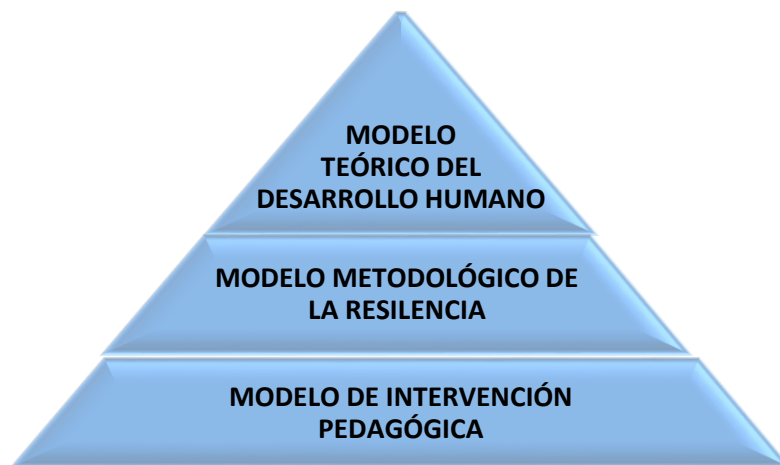 MODELO
TEÓRICO DEL
DESARROLLO HUMANO
MODELO METODOLÓGICO DE
LA RESILENCIA
MODELO DE INTERVENCIÓN
PEDAGÓGICA